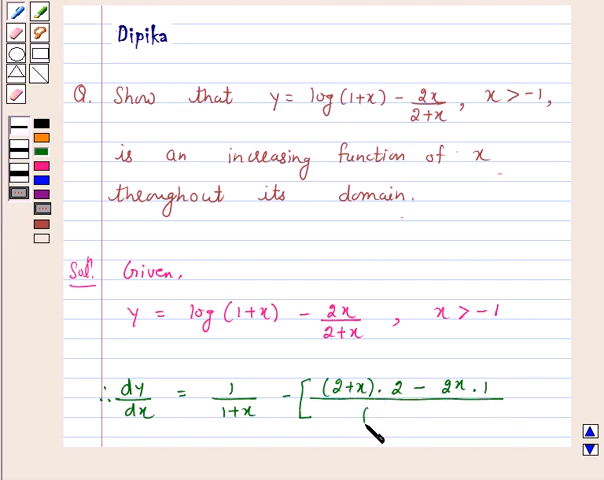 Dipika
Q. Show that y = log(1+x) - 2x/2+x, x > -1,
is an increasing function of x
throughout its domain.
Solⁿ. Given,
y = log(1+x) - 2x/2+x, x > -1
∴ dy/dx = 1/1+x - [(2+x).2 - 2x.1/(